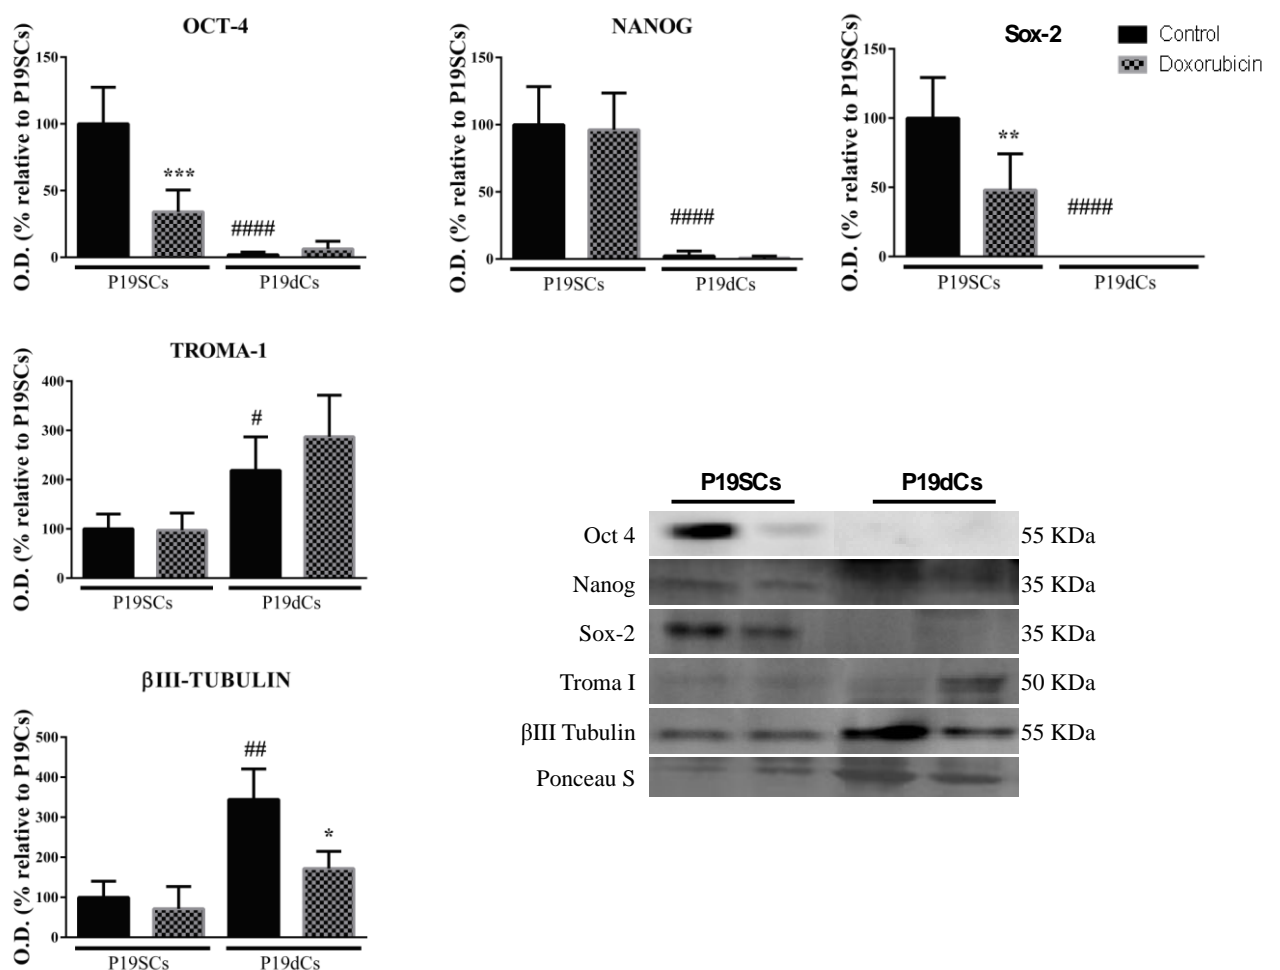 OCT-4
O.D. (% relative to P19SCs)
150
100
50
0
***
####
P19SCs P19dCs
NANOG
O.D. (% relative to P19SCs)
150
100
50
0
####
P19SCs P19dCs
Sox-2
O.D. (% relative to P19SCs)
150
100
50
0
**
####
P19SCs P19dCs
Control
Doxorubicin
TROMA-1
O.D. (% relative to P19SCs)
400
300
200
100
0
#
P19SCs P19dCs
βIII-TUBULIN
O.D. (% relative to P19Cs)
500
400
300
200
100
0
##
*
P19SCs P19dCs
P19SCs P19dCs
Oct 4 55 KDa
Nanog 35 KDa
Sox-2 35 KDa
Troma I 50 KDa
βIII Tubulin 55 KDa
Ponceau S